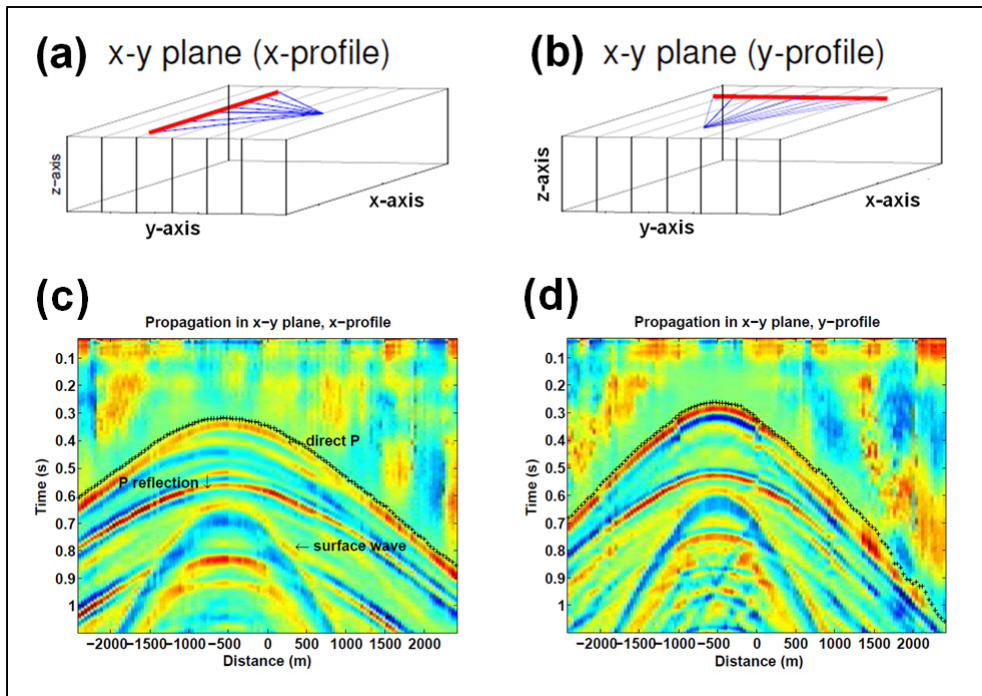 (a) x-y plane (x-profile)
z-axis
y-axis
x-axis
(b) x-y plane (y-profile)
z-axis
y-axis
x-axis
(c)
Propagation in x−y plane, x−profile
Time (s)
0.1
0.2
0.3
0.4
0.5
0.6
0.7
0.8
0.9
1
← direct P
P reflection ↓
← surface wave
−2000 −1500 −1000 −500 0 500 1000 1500 2000
Distance (m)
(d)
Propagation in x−y plane, y−profile
Time (s)
0.1
0.2
0.3
0.4
0.5
0.6
0.7
0.8
0.9
1
−2000 −1500 −1000 −500 0 500 1000 1500 2000
Distance (m)